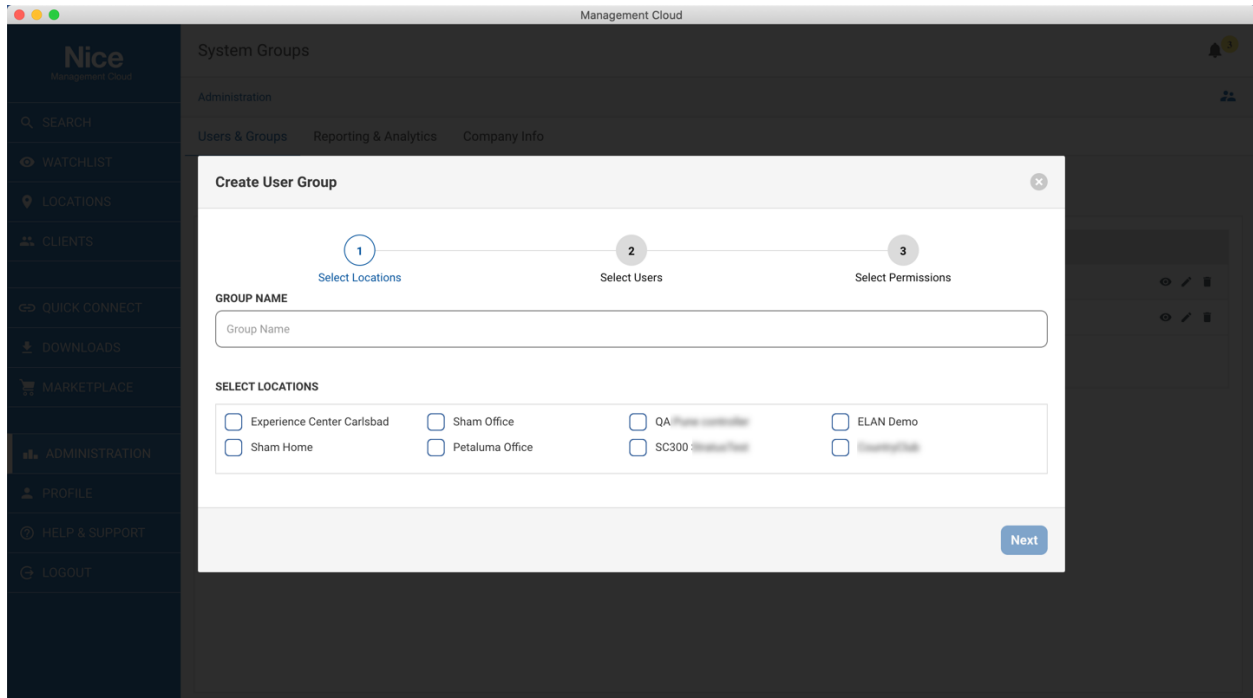 Management Cloud
Nice
Management Cloud
System Groups
3
Administration
SEARCH
Users & Groups Reporting & Analytics Company Info
WATCHLIST
LOCATIONS
CLIENTS
QUICK CONNECT
DOWNLOADS
MARKETPLACE
ADMINISTRATION
PROFILE
HELP & SUPPORT
LOGOUT
Create User Group
1 2 3
Select Locations Select Users Select Permissions
GROUP NAME
Group Name
SELECT LOCATIONS
Experience Center Carlsbad Sham Office QA ELAN Demo
Sham Home Petaluma Office SC300
Next